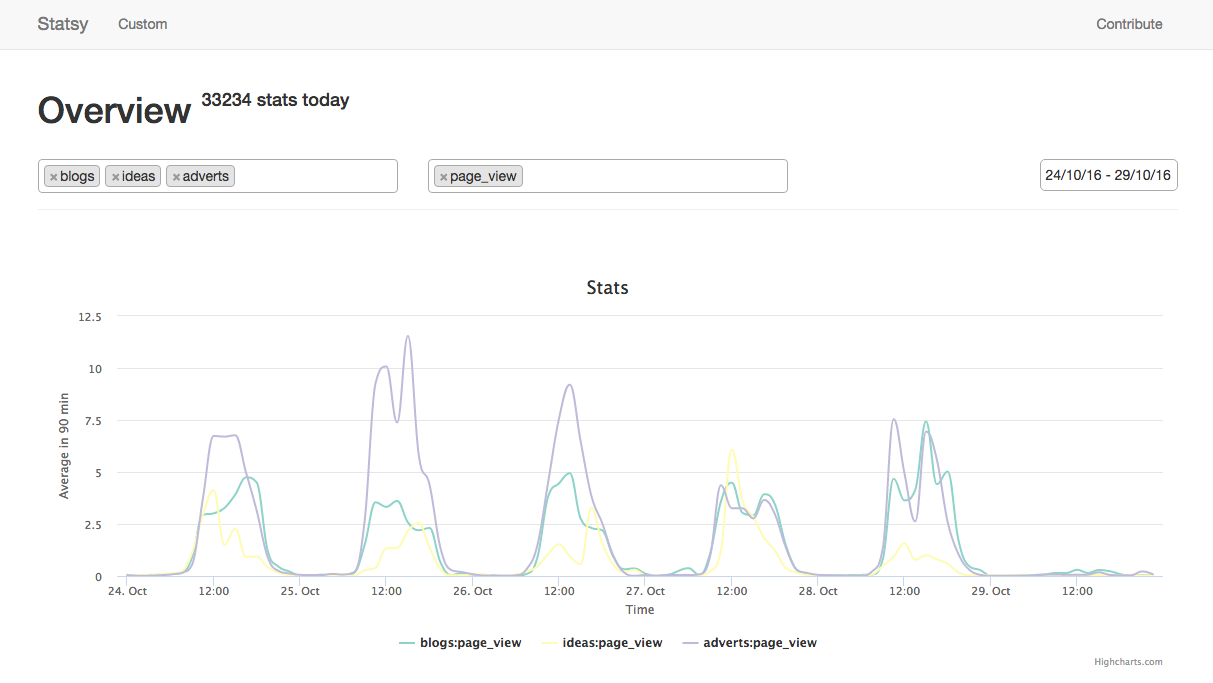 Statsy Custom Contribute
Overview 33234 stats today
×blogs ×ideas ×adverts ×page_view 24/10/16 - 29/10/16
Stats
12.5
10
7.5
5
2.5
0
Average in 90 min
24. Oct 12:00 25. Oct 12:00 26. Oct 12:00 27. Oct 12:00 28. Oct 12:00 29. Oct 12:00
Time
blogs:page_view ideas:page_view adverts:page_view
Highcharts.com